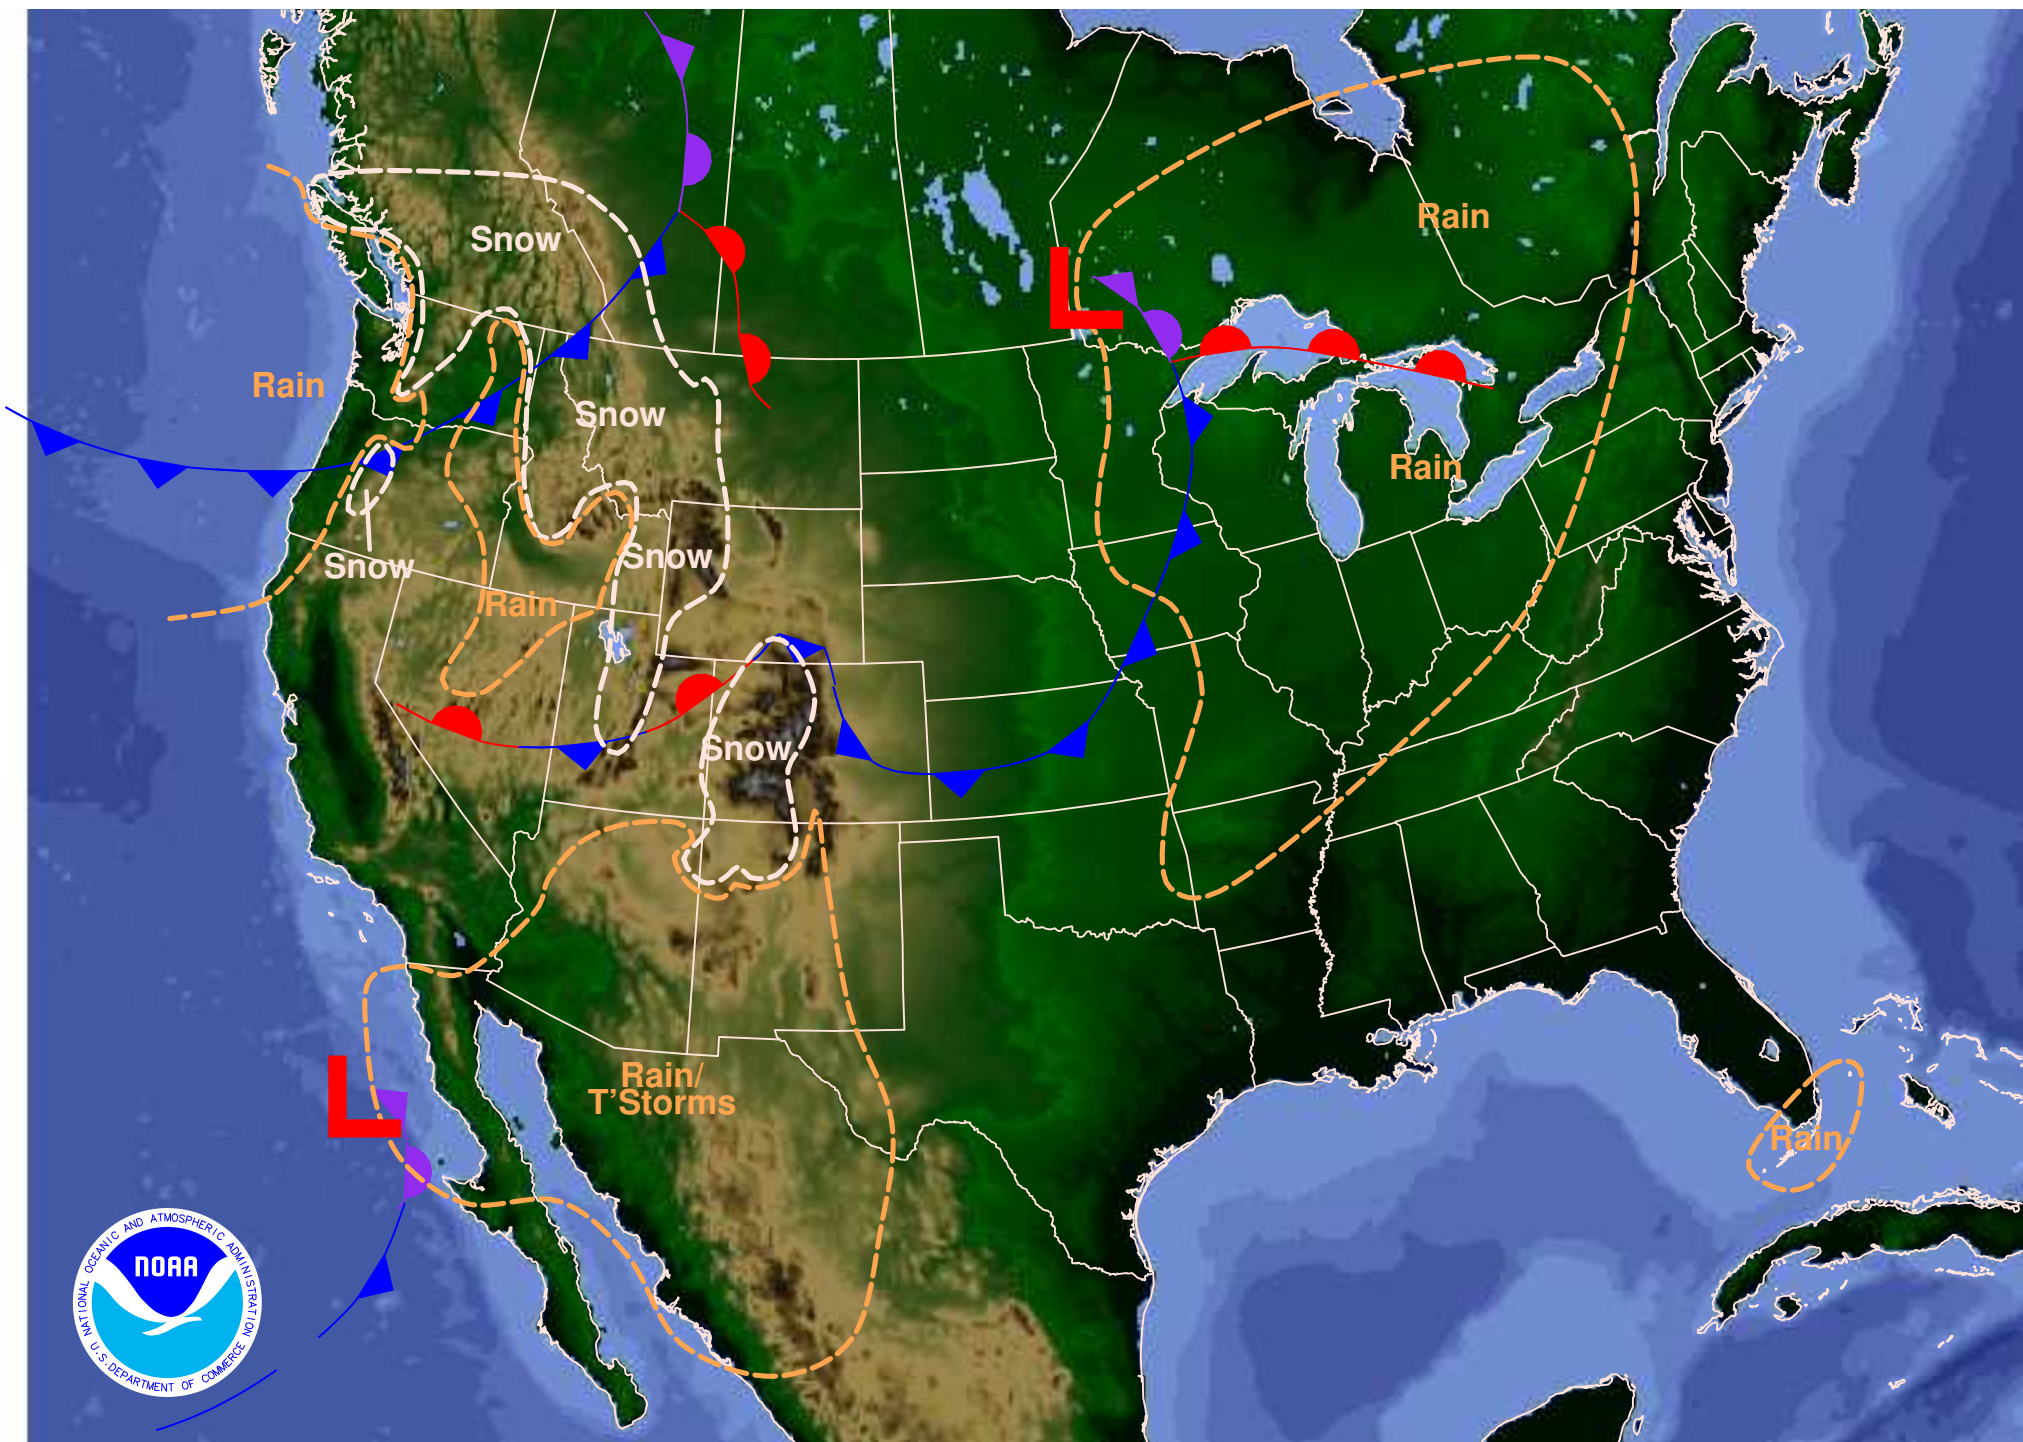 Rain
Snow
L
Rain
Snow
Rain
Snow
Snow
Rain
Snow
Rain/
T'Storms
L
Rain
NATIONAL OCEANIC AND ATMOSPHERIC ADMINISTRATION
NOAA
U.S. DEPARTMENT OF COMMERCE